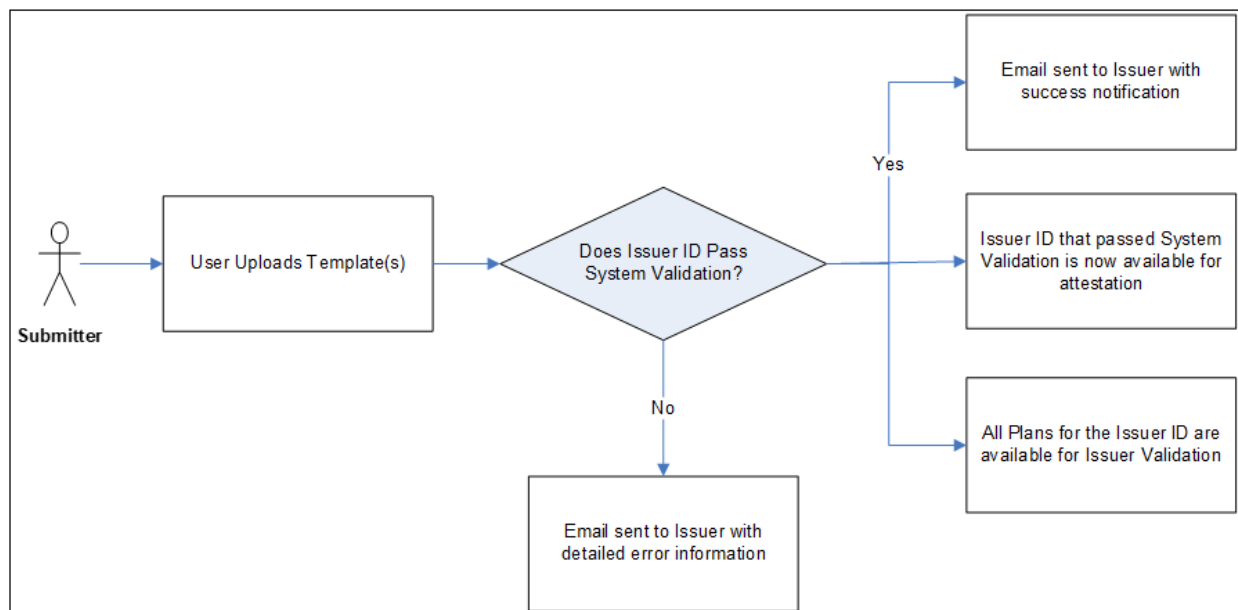 Email sent to Issuer with
success notification
Yes
User Uploads Template(s)
Does Issuer ID Pass
System Validation?
Issuer ID that passed System
Validation is now available for
attestation
Submitter
No
All Plans for the Issuer ID are
available for Issuer Validation
Email sent to Issuer with
detailed error information